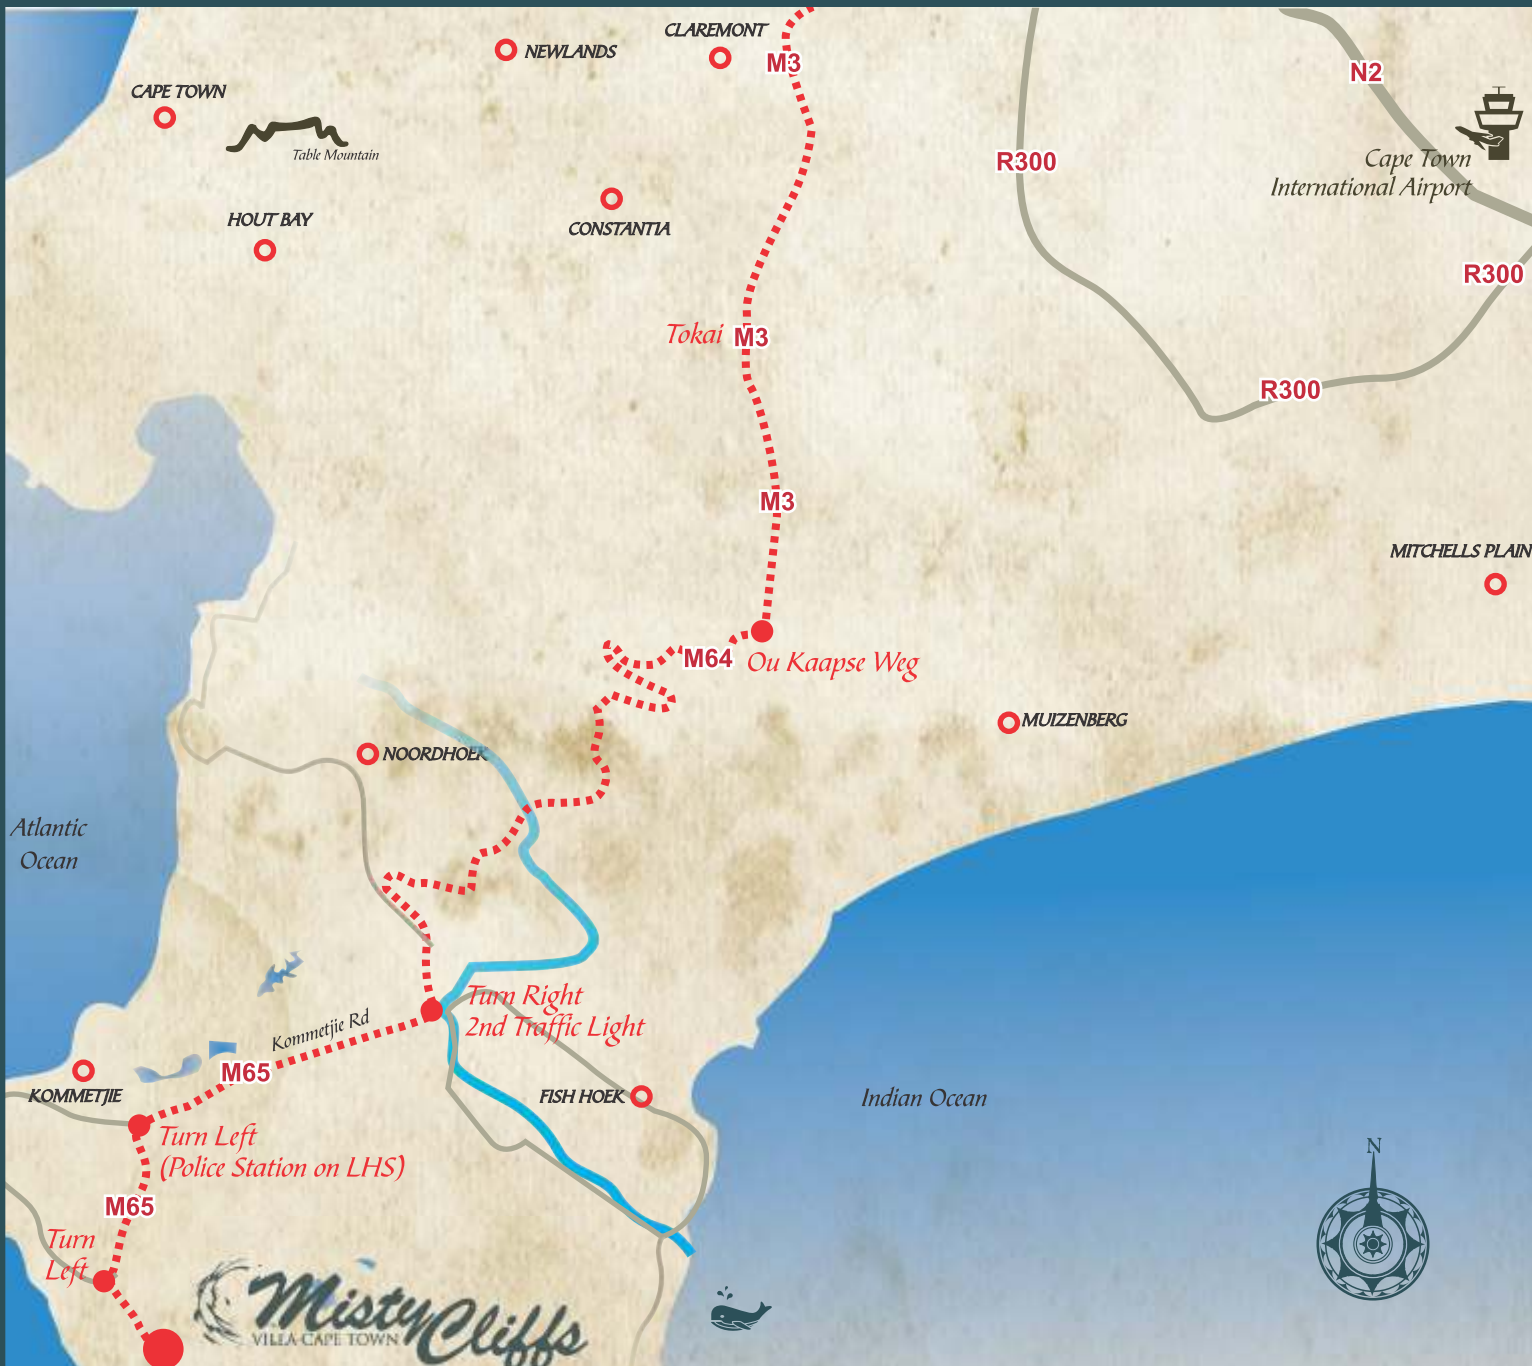 CLAREMONT
NEWLANDS
M3
N2
CAPE TOWN
Table Mountain
Cape Town
International Airport
R300
HOUT BAY
CONSTANTIA
R300
Tokai
M3
R300
M3
MITCHELLS PLAIN
M64
Ou Kaapse Weg
MUIZENBERG
NOORDHOEK
Atlantic
Ocean
Turn Right
2nd Traffic Light
Kommetjie Rd
M65
KOMMETJIE
FISH HOEK
Indian Ocean
Turn Left
(Police Station on LHS)
N
M65
Turn
Left
Misty Cliffs
VILLA CAPE TOWN